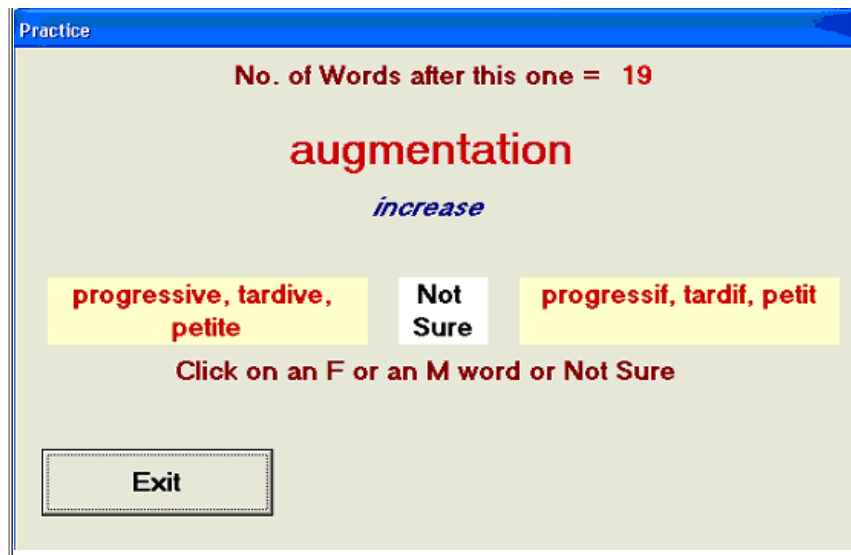 Practice
No. of Words after this one = 19
augmentation
increase
progressive, tardive,
petite
Not
Sure
progressif, tardif, petit
Click on an F or an M word or Not Sure
Exit